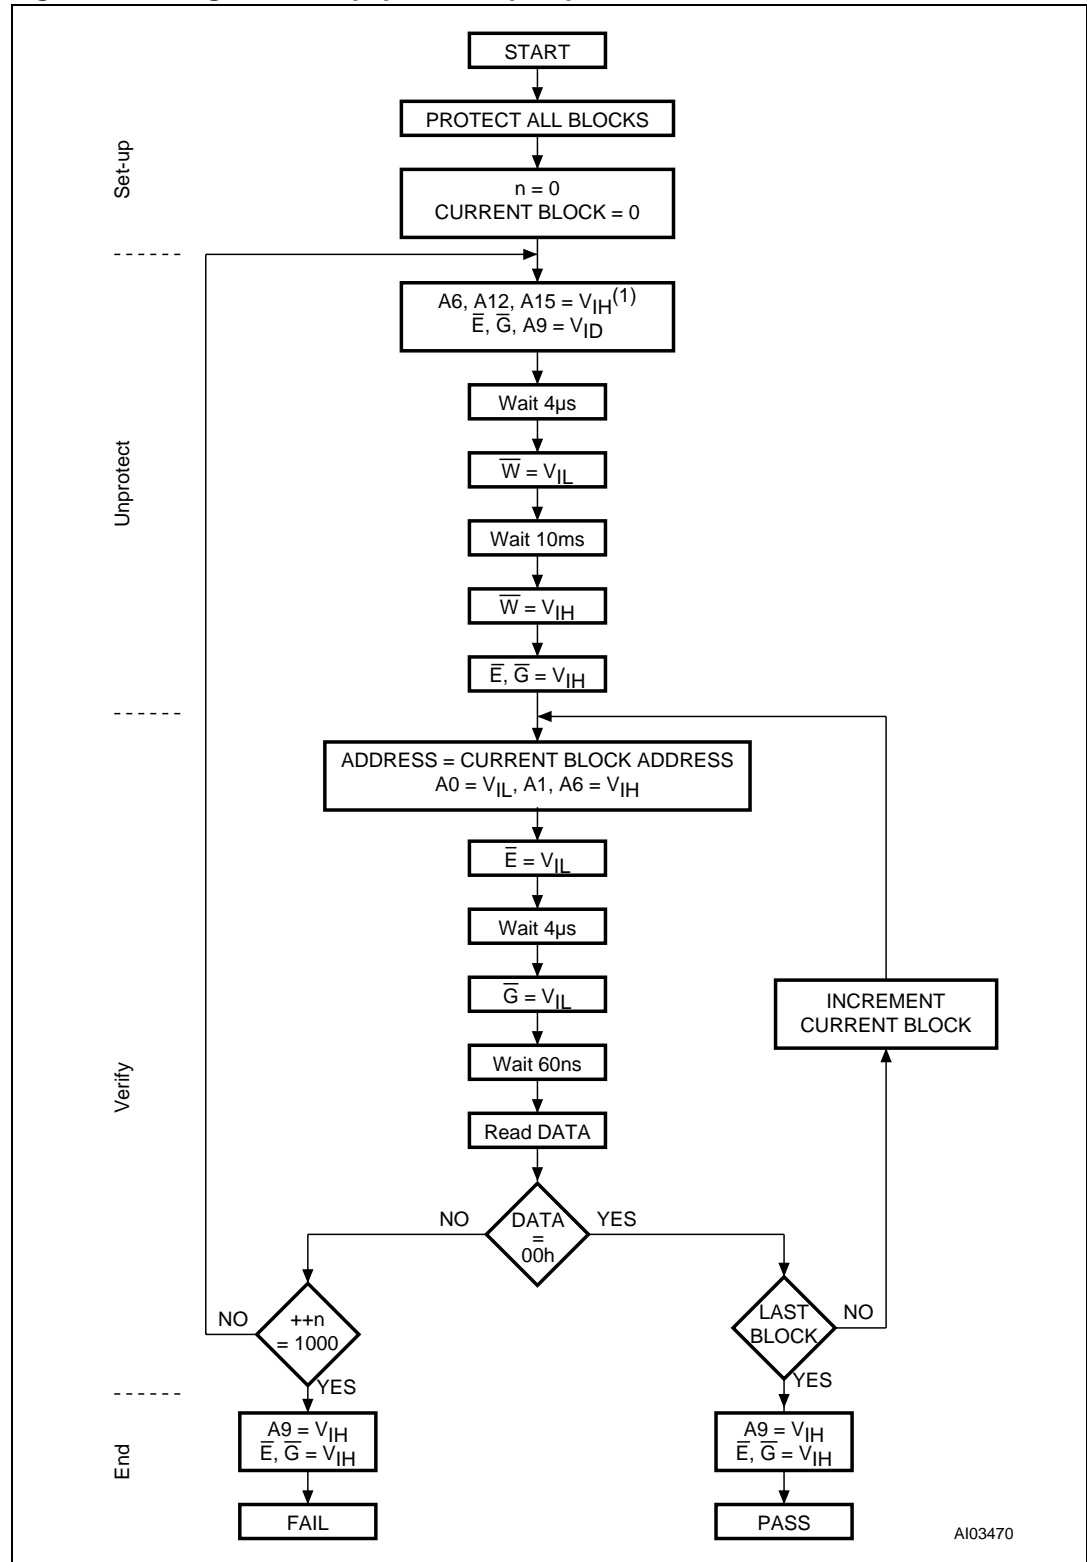 START
PROTECT ALL BLOCKS
Set-up
n = 0
CURRENT BLOCK = 0
A6, A12, A15 = VIH(1)
E̅, G̅, A9 = VID
Wait 4µs
W̅ = VIL
Unprotect
Wait 10ms
W̅ = VIH
E̅, G̅ = VIH
ADDRESS = CURRENT BLOCK ADDRESS
A0 = VIL, A1, A6 = VIH
E̅ = VIL
Wait 4µs
G̅ = VIL
INCREMENT
CURRENT BLOCK
Wait 60ns
Verify
Read DATA
NO
DATA
=
00h
YES
NO
++n
= 1000
YES
LAST
BLOCK
NO
YES
End
A9 = VIH
E̅, G̅ = VIH
FAIL
A9 = VIH
E̅, G̅ = VIH
PASS
AI03470